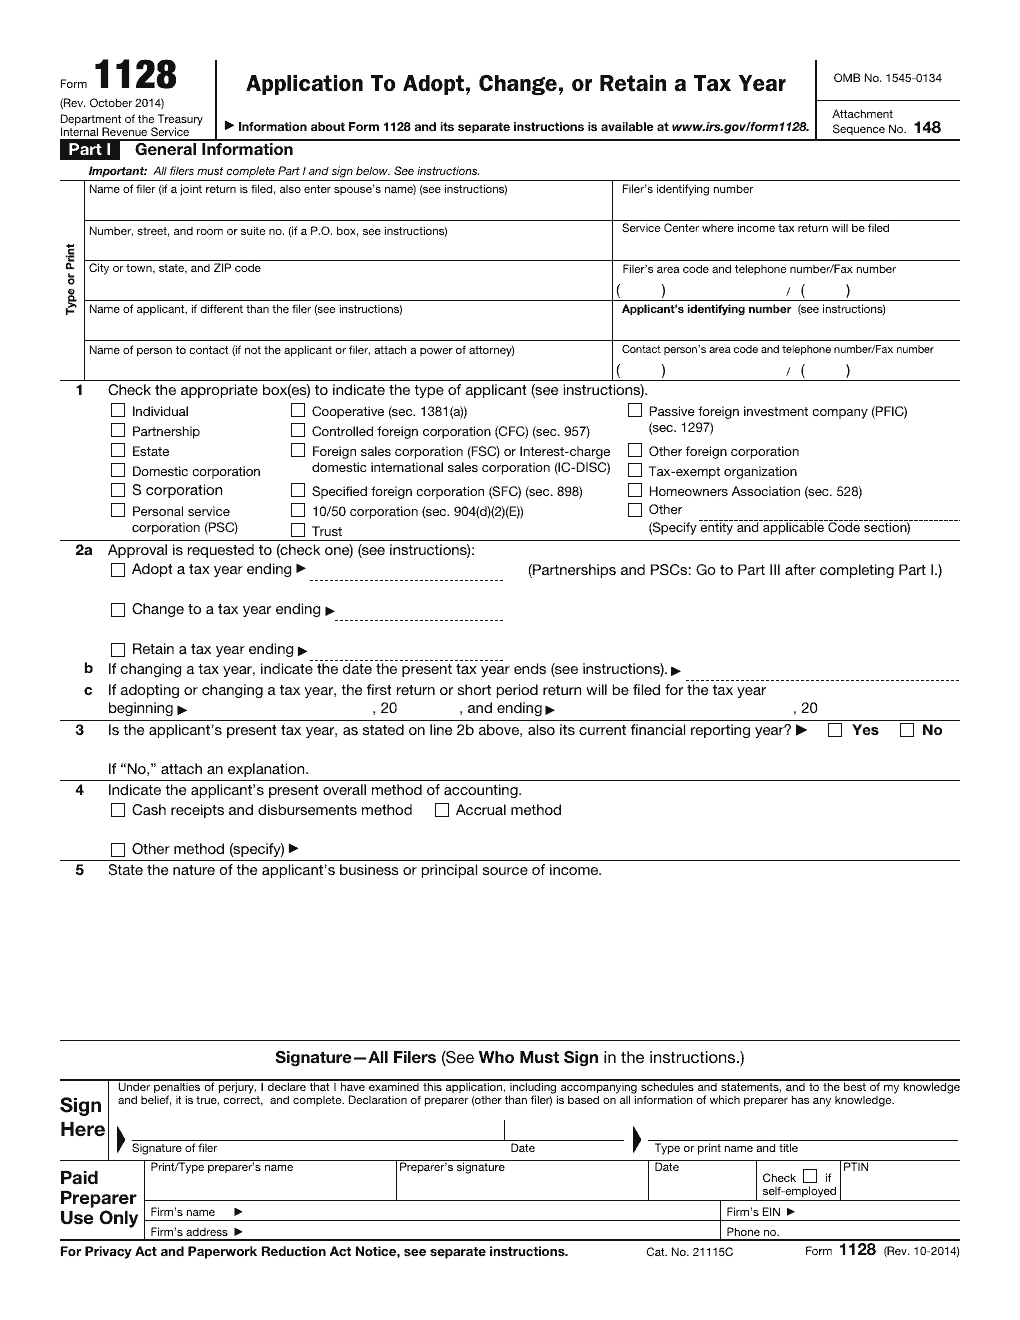 Form 1128
(Rev. October 2014)
Department of the Treasury
Internal Revenue Service
Application To Adopt, Change, or Retain a Tax Year
▶ Information about Form 1128 and its separate instructions is available at www.irs.gov/form1128.
OMB No. 1545-0134
Attachment
Sequence No. 148
Part I General Information
Important: All filers must complete Part I and sign below. See instructions.
Type or Print
Name of filer (if a joint return is filed, also enter spouse's name) (see instructions)
Filer's identifying number
Number, street, and room or suite no. (if a P.O. box, see instructions)
Service Center where income tax return will be filed
City or town, state, and ZIP code
Filer's area code and telephone number/Fax number
( ) / ( )
Name of applicant, if different than the filer (see instructions)
Applicant's identifying number (see instructions)
Name of person to contact (if not the applicant or filer, attach a power of attorney)
Contact person's area code and telephone number/Fax number
( ) / ( )
1 Check the appropriate box(es) to indicate the type of applicant (see instructions).
Individual
Partnership
Estate
Domestic corporation
S corporation
Personal service
corporation (PSC)
Cooperative (sec. 1381(a))
Controlled foreign corporation (CFC) (sec. 957)
Foreign sales corporation (FSC) or Interest-charge
domestic international sales corporation (IC-DISC)
Specified foreign corporation (SFC) (sec. 898)
10/50 corporation (sec. 904(d)(2)(E))
Trust
Passive foreign investment company (PFIC)
(sec. 1297)
Other foreign corporation
Tax-exempt organization
Homeowners Association (sec. 528)
Other
(Specify entity and applicable Code section)
2a Approval is requested to (check one) (see instructions):
Adopt a tax year ending ▶ (Partnerships and PSCs: Go to Part III after completing Part I.)
Change to a tax year ending ▶
Retain a tax year ending ▶
b If changing a tax year, indicate the date the present tax year ends (see instructions). ▶
c If adopting or changing a tax year, the first return or short period return will be filed for the tax year
beginning ▶ , 20 , and ending ▶ , 20
3 Is the applicant's present tax year, as stated on line 2b above, also its current financial reporting year? ▶ Yes No
If "No," attach an explanation.
4 Indicate the applicant's present overall method of accounting.
Cash receipts and disbursements method Accrual method
Other method (specify) ▶
5 State the nature of the applicant's business or principal source of income.
Signature—All Filers (See Who Must Sign in the instructions.)
Sign
Here
Under penalties of perjury, I declare that I have examined this application, including accompanying schedules and statements, and to the best of my knowledge
and belief, it is true, correct, and complete. Declaration of preparer (other than filer) is based on all information of which preparer has any knowledge.
Signature of filer Date Type or print name and title
Paid
Preparer
Use Only
Print/Type preparer's name
Preparer's signature
Date
Check if
self-employed
PTIN
Firm's name ▶
Firm's EIN ▶
Firm's address ▶
Phone no.
For Privacy Act and Paperwork Reduction Act Notice, see separate instructions. Cat. No. 21115C Form 1128 (Rev. 10-2014)